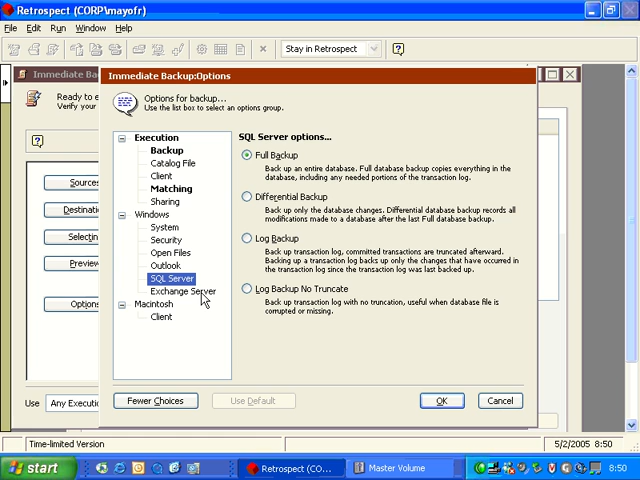 Retrospect (CORP\mayofr)
File Edit Run Window Help
Stay in Retrospect
Immediate Ba
Immediate Backup:Options
Ready to e
Verify your
Options for backup...
Use the list box to select an options group.
Sources
Destinatio
Selectin
Preview
Options
Use Any Executio
Execution
Backup
Catalog File
Client
Matching
Sharing
Windows
System
Security
Open Files
Outlook
SQL Server
Exchange Server
Macintosh
Client
SQL Server options...
Full Backup
Back up an entire database. Full database backup copies everything in the
database, including any needed portions of the transaction log.
Differential Backup
Back up only the database changes. Differential database backup records all
modifications made to a database after the last Full database backup.
Log Backup
Back up transaction log, committed transactions are truncated afterward.
Backing up a transaction log backs up only the changes that have occurred in
the transaction log since the transaction log was last backed up.
Log Backup No Truncate
Back up transaction log with no truncation, useful when database file is
corrupted or missing.
Fewer Choices
Use Default
OK
Cancel
Time-limited Version
5/2/2005 8:50
start
Retrospect (CO...
Master Volume
8:50